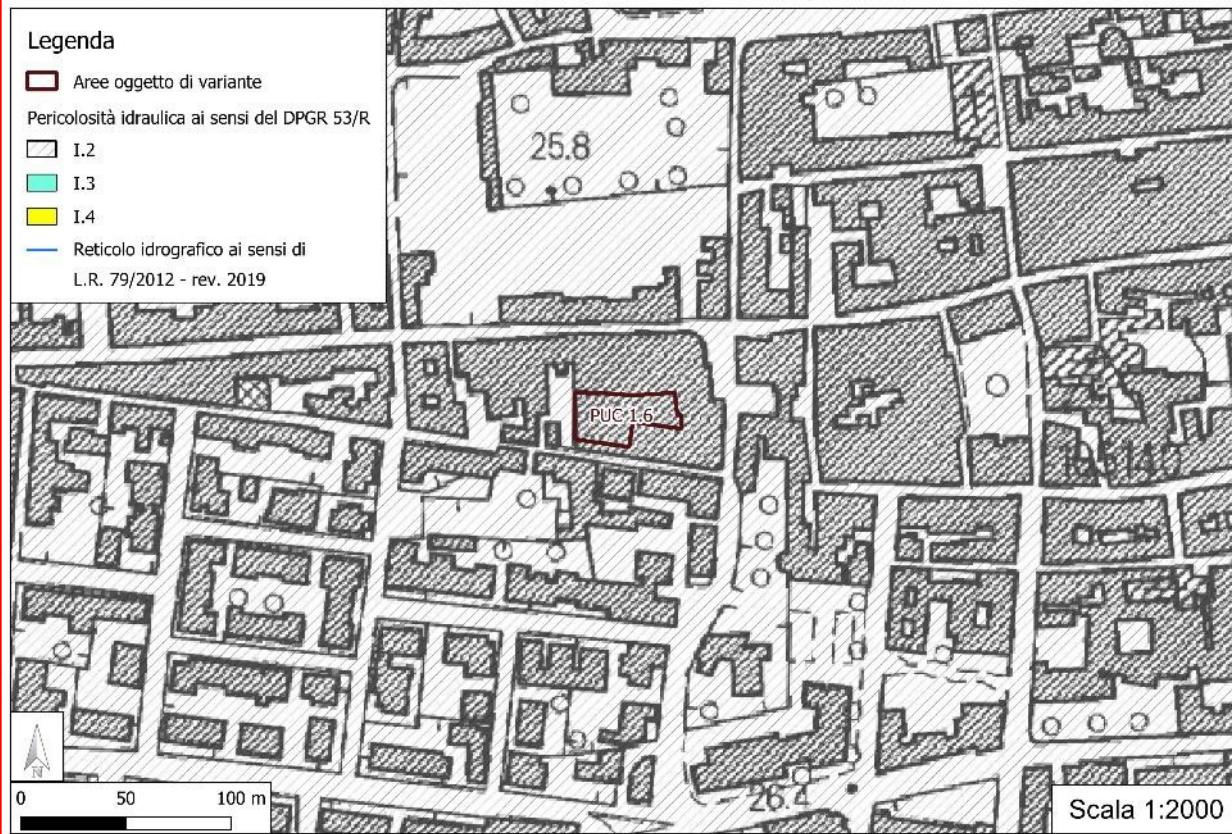 Legenda
Aree oggetto di variante
Pericolosità idraulica ai sensi del DPGR 53/R
I.2
I.3
I.4
Reticolo idrografico ai sensi di
L.R. 79/2012 - rev. 2019
25.8
PUC 1.6
26.4
N
0 50 100 m
Scala 1:2000